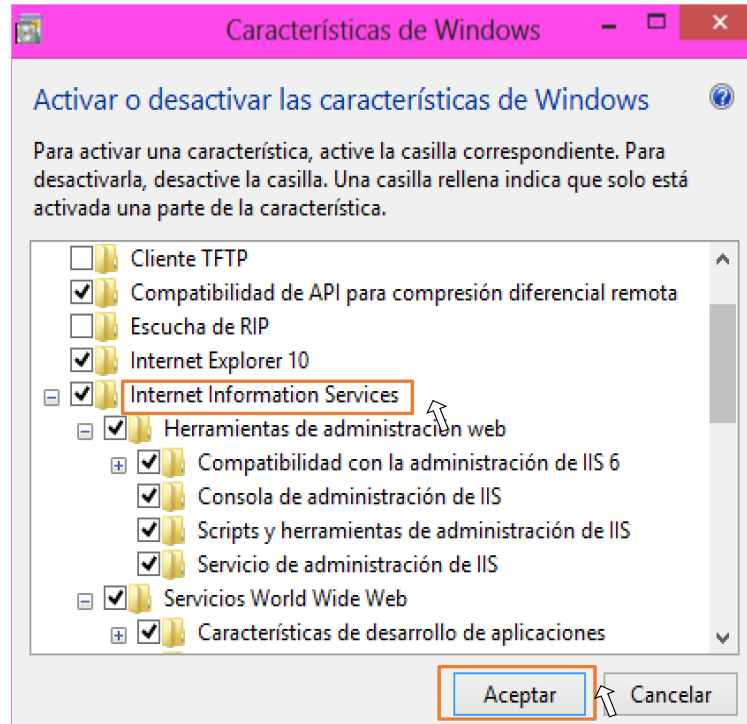 Características de Windows
Activar o desactivar las características de Windows
Para activar una característica, active la casilla correspondiente. Para
desactivarla, desactive la casilla. Una casilla rellena indica que solo está
activada una parte de la característica.
Cliente TFTP
Compatibilidad de API para compresión diferencial remota
Escucha de RIP
Internet Explorer 10
Internet Information Services
Herramientas de administración web
Compatibilidad con la administración de IIS 6
Consola de administración de IIS
Scripts y herramientas de administración de IIS
Servicio de administración de IIS
Servicios World Wide Web
Características de desarrollo de aplicaciones
Aceptar
Cancelar